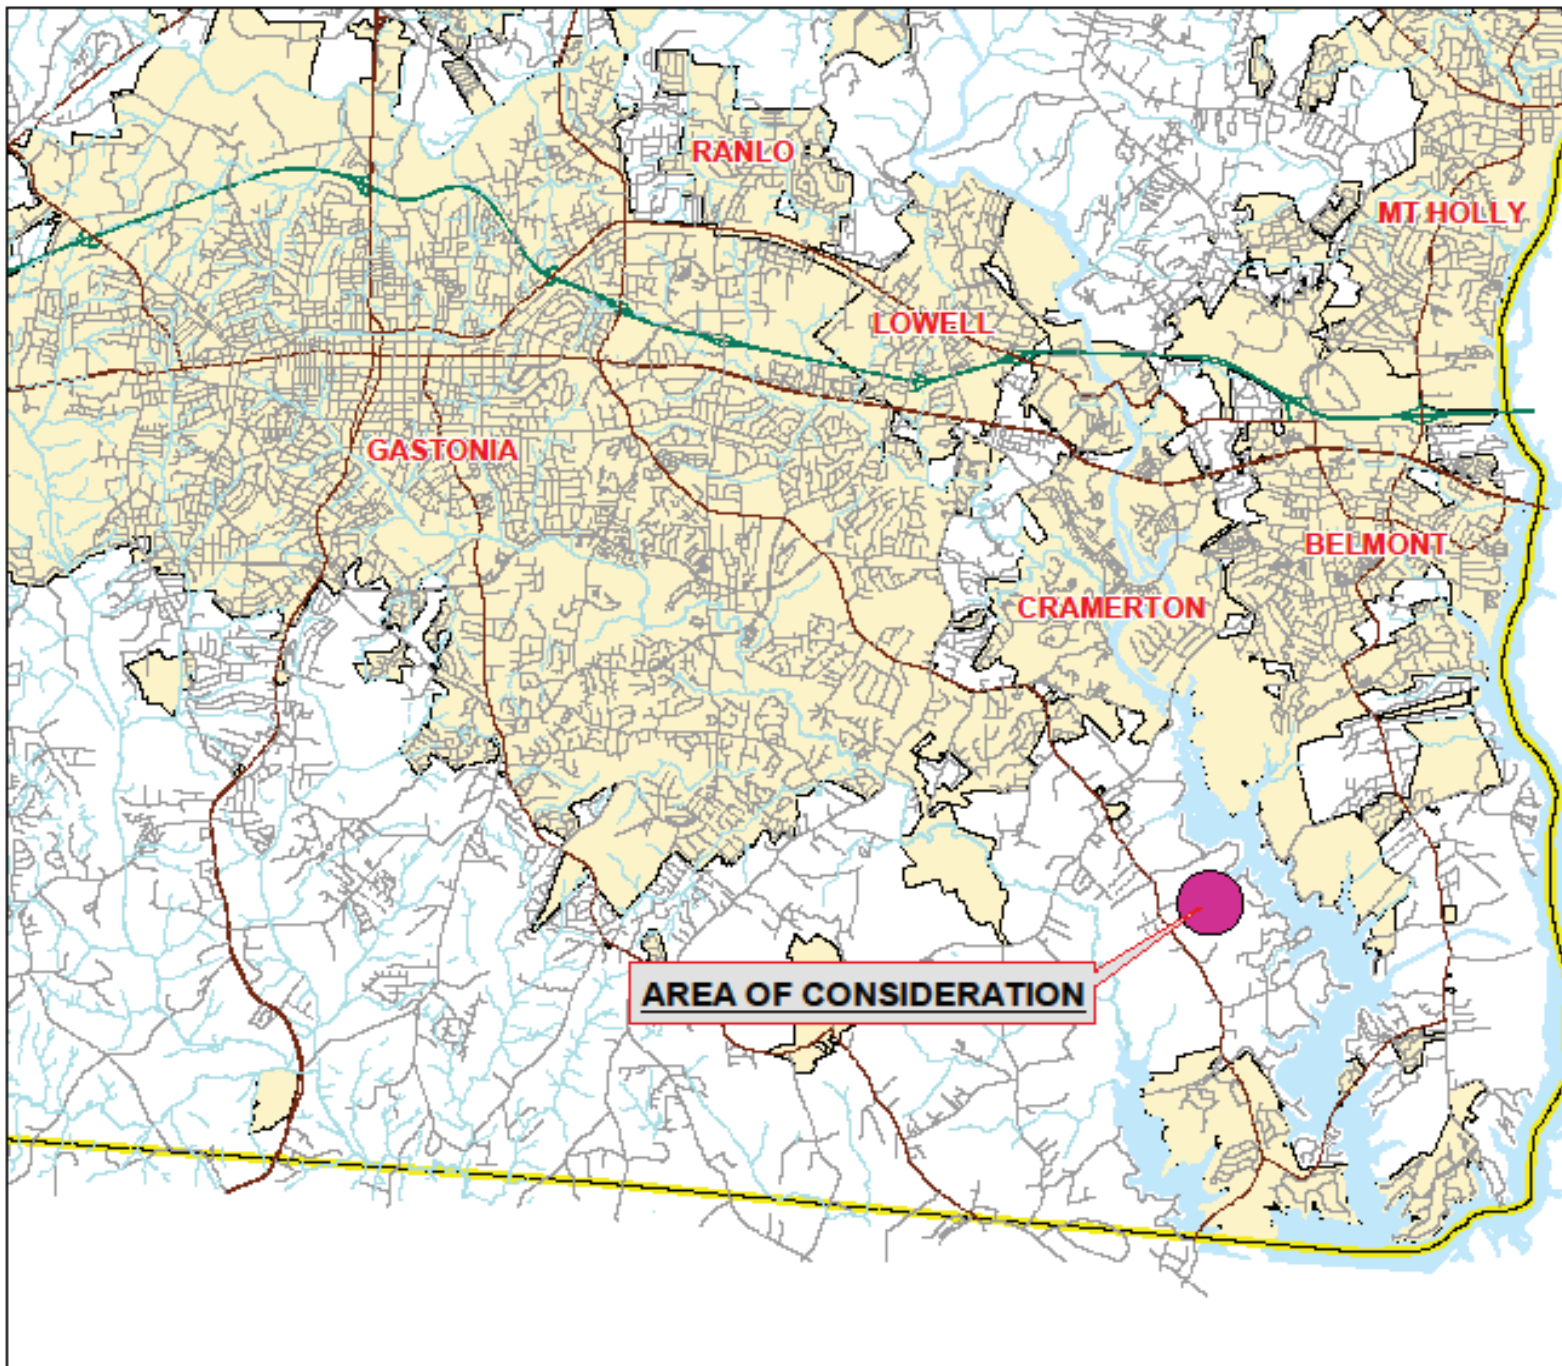 RANLO
MT HOLLY
LOWELL
GASTONIA
BELMONT
CRAMERTON
AREA OF CONSIDERATION